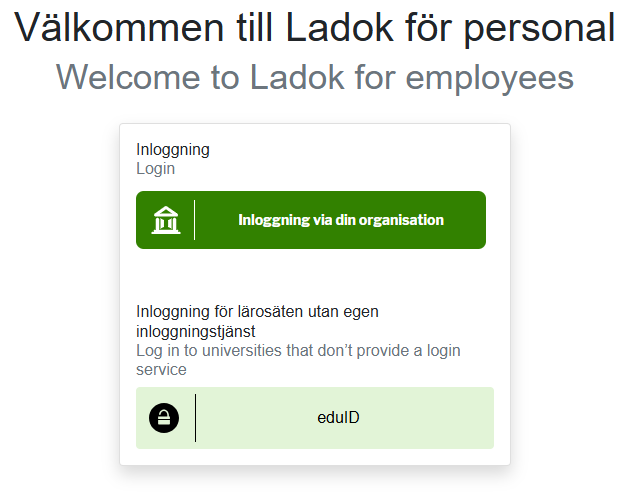 Välkommen till Ladok för personal
Welcome to Ladok for employees
Inloggning
Login
Inloggning via din organisation
Inloggning för lärosäten utan egen
inloggningstjänst
Log in to universities that don’t provide a login
service
eduID